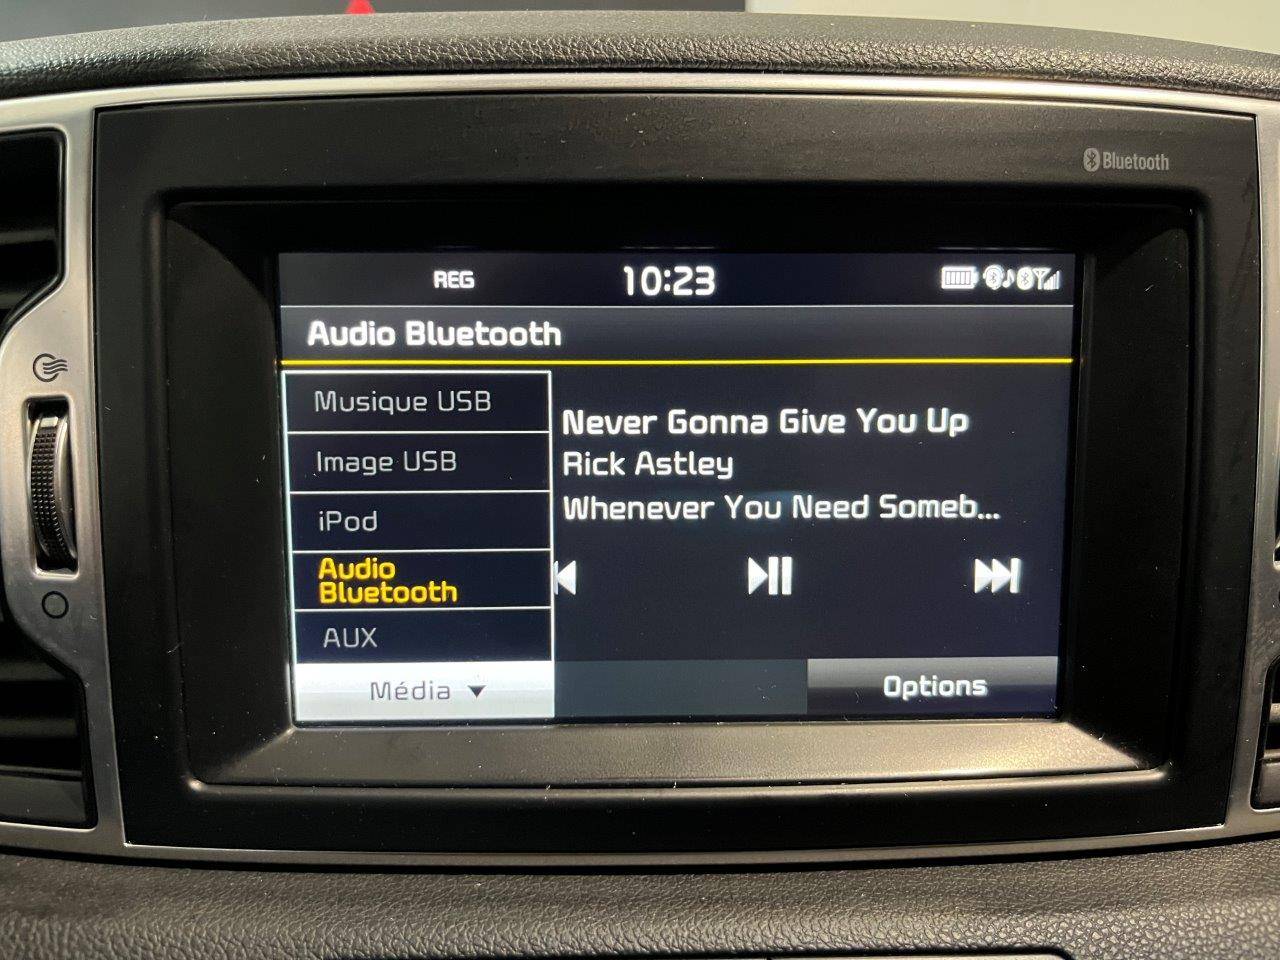 Bluetooth
REG
10:23
Audio Bluetooth
Musique USB
Image USB
iPod
Audio
Bluetooth
AUX
Média
Never Gonna Give You Up
Rick Astley
Whenever You Need Someb...
Options